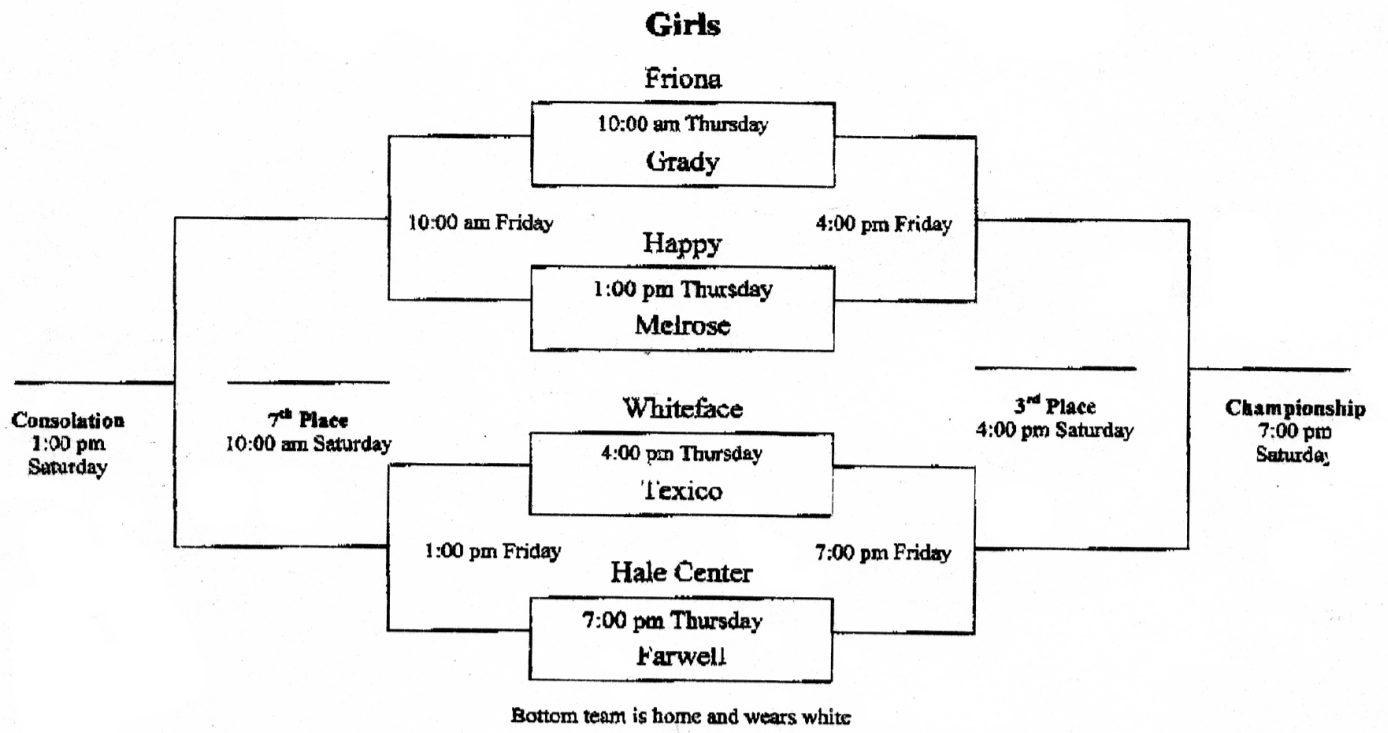 Girls
Friona
10:00 am Thursday
Grady
10:00 am Friday
4:00 pm Friday
Happy
1:00 pm Thursday
Melrose
Consolation
1:00 pm
Saturday
7th Place
10:00 am Saturday
Whiteface
4:00 pm Thursday
Texico
3rd Place
4:00 pm Saturday
Championship
7:00 pm
Saturday
1:00 pm Friday
7:00 pm Friday
Hale Center
7:00 pm Thursday
Farwell
Bottom team is home and wears white